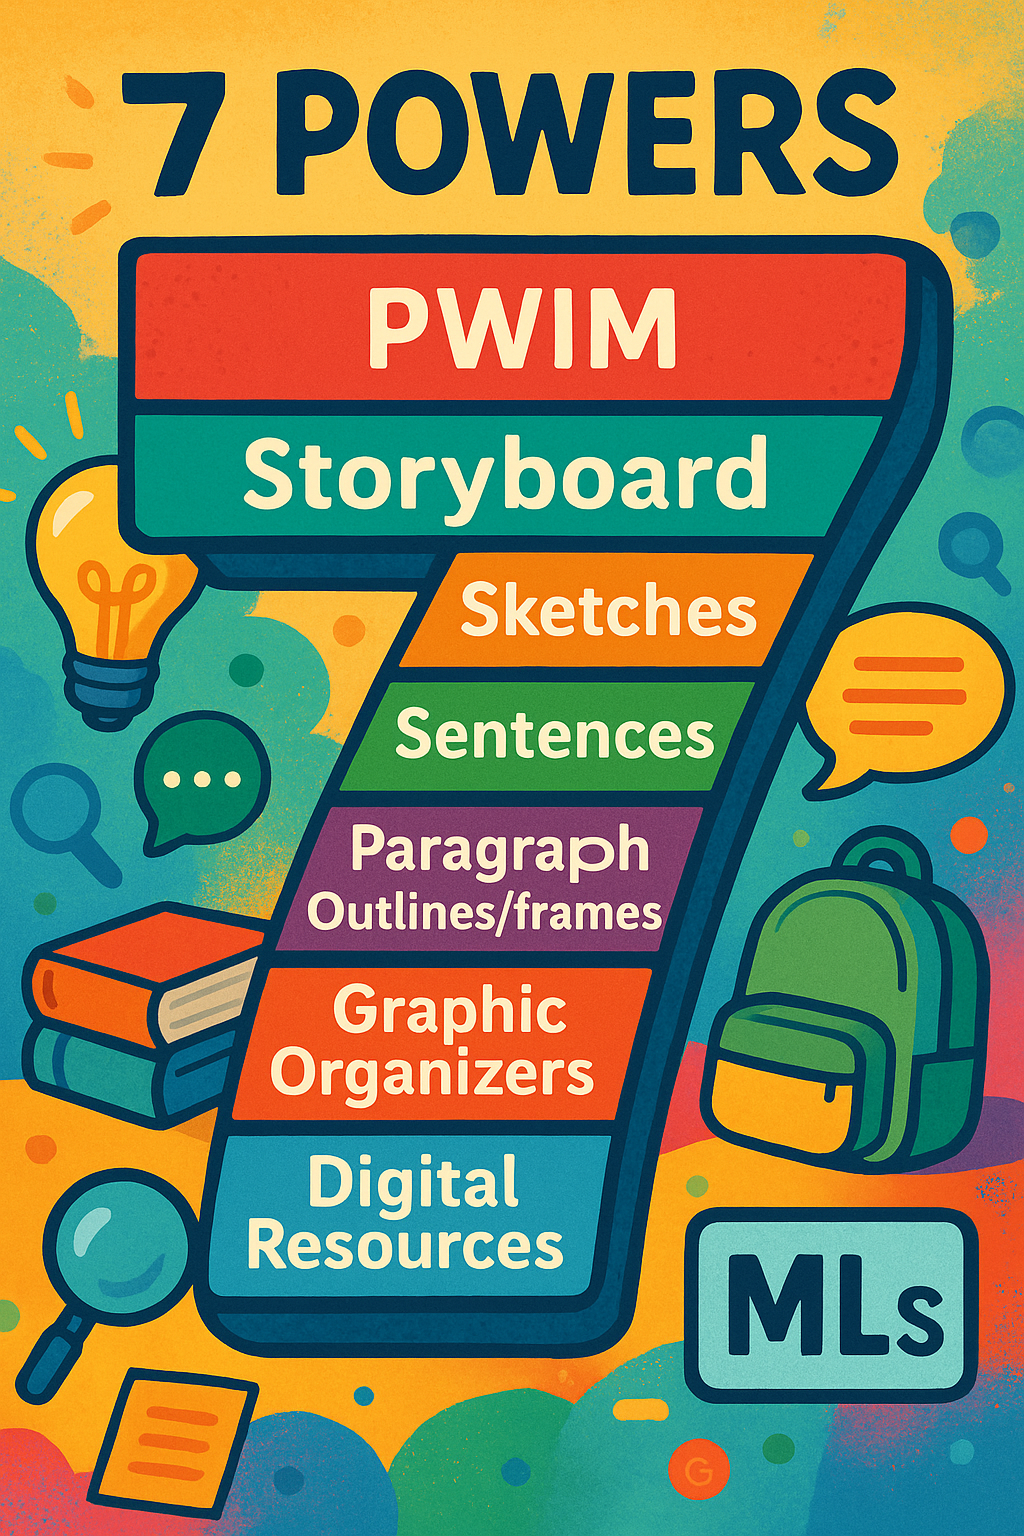 7 POWERS
PWIM
Storyboard
Sketches
Sentences
Paragraph
Outlines/frames
Graphic
Organizers
Digital
Resources
MLs
G